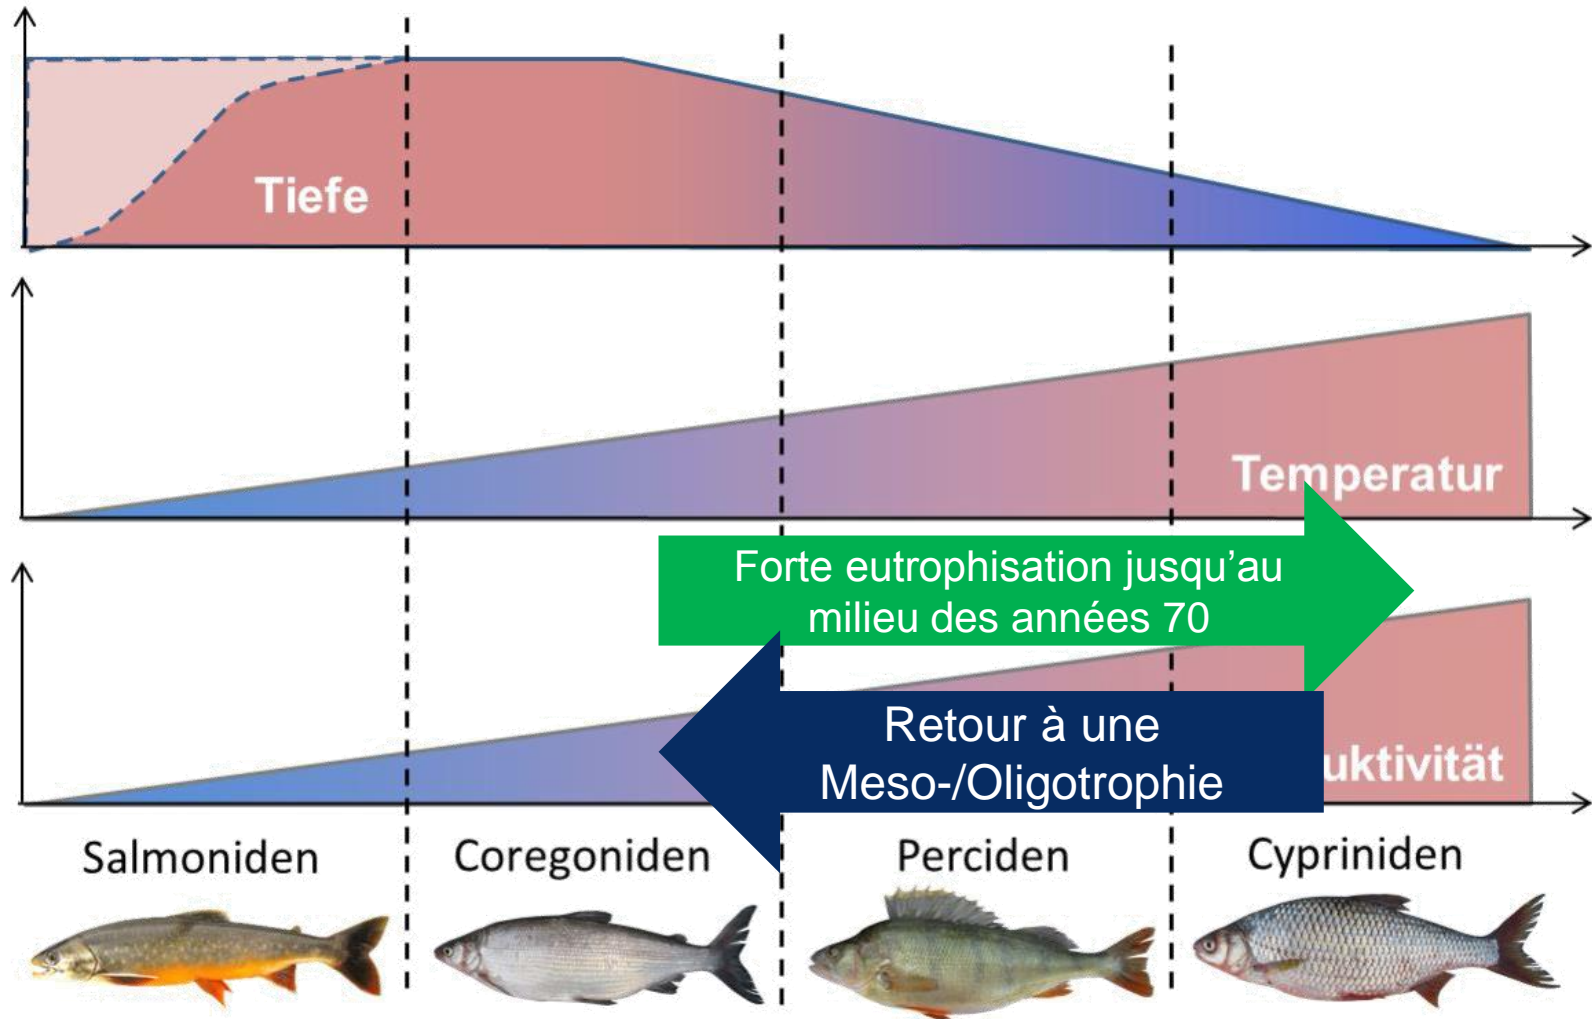 Tiefe
Temperatur
Forte eutrophisation jusqu’au
milieu des années 70
Retour à une
Meso-/Oligotrophie
uktivität
Salmoniden
Coregoniden
Perciden
Cypriniden